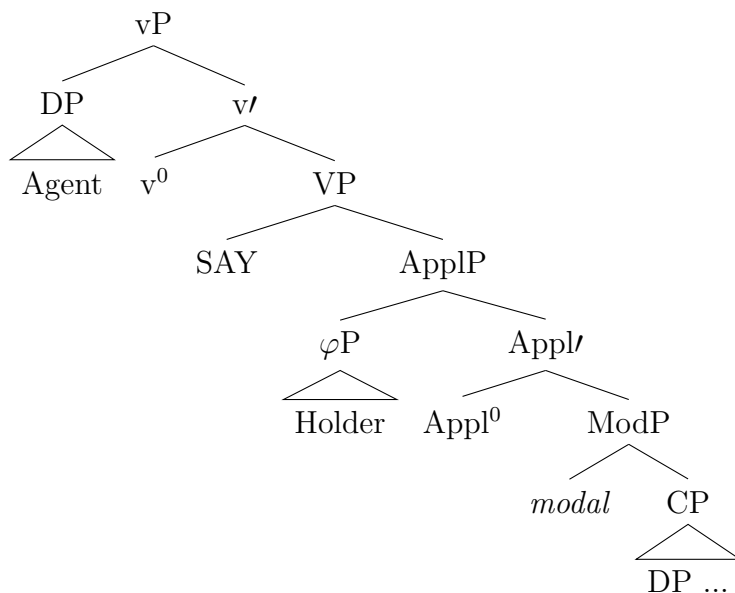 vP
DP v′
Agent v⁰ VP
SAY ApplP
φP Appl′
Holder Appl⁰ ModP
modal CP
DP ...